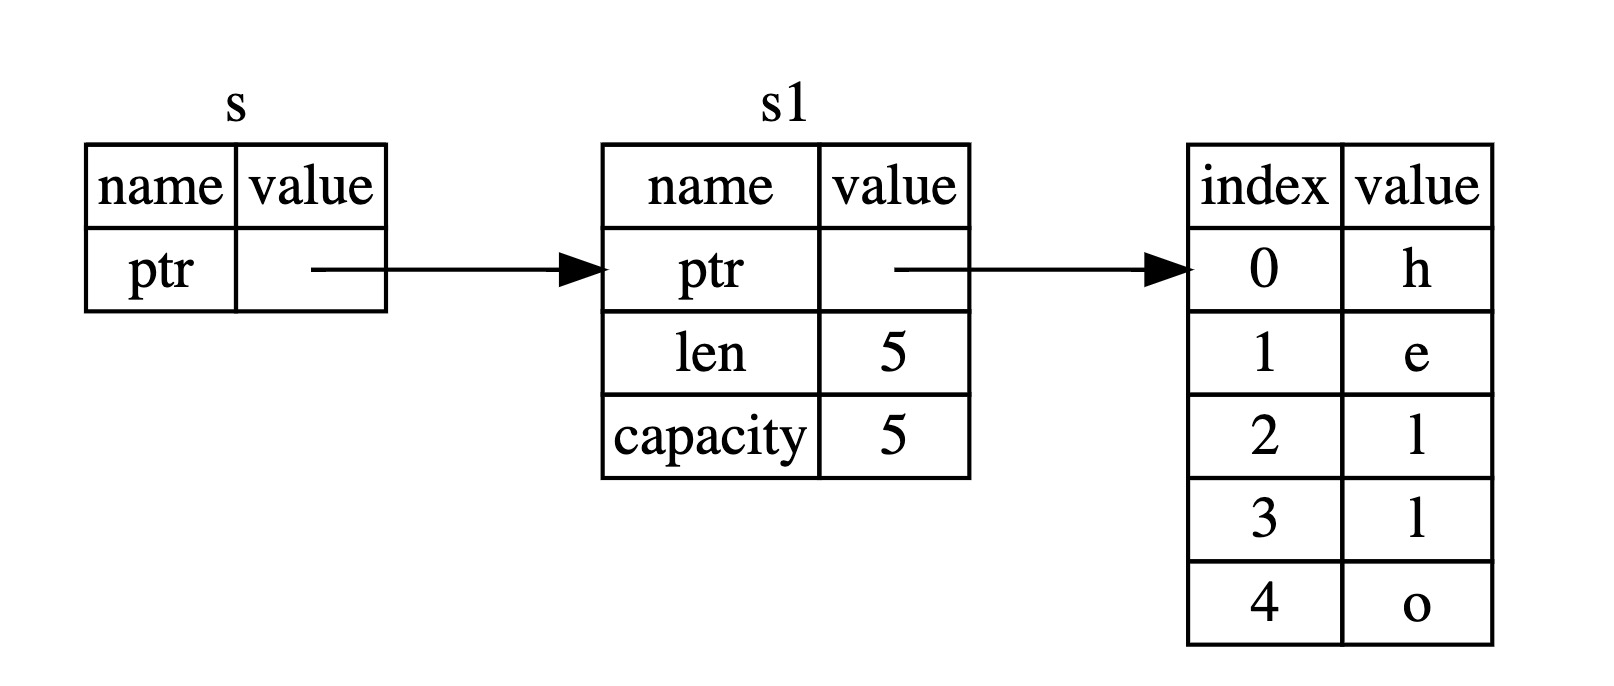 s
name value
ptr
s1
name value
ptr
len 5
capacity 5
index value
0 h
1 e
2 l
3 l
4 o